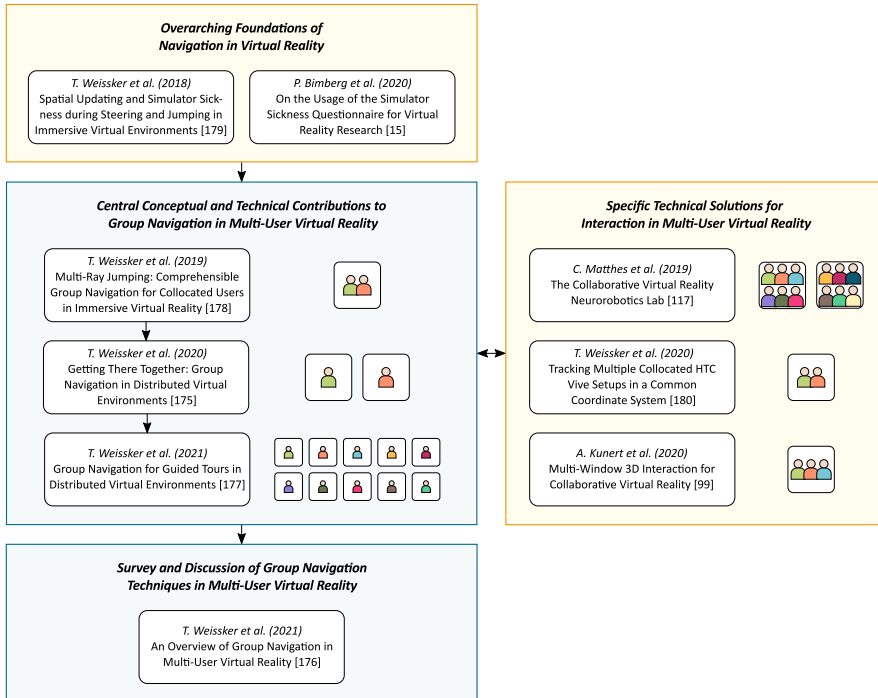 Overarching Foundations of
Navigation in Virtual Reality
T. Weissker et al. (2018)
Spatial Updating and Simulator Sick-
ness during Steering and Jumping in
Immersive Virtual Environments [179]
P. Bimberg et al. (2020)
On the Usage of the Simulator
Sickness Questionnaire for Virtual
Reality Research [15]
Central Conceptual and Technical Contributions to
Group Navigation in Multi-User Virtual Reality
T. Weissker et al. (2019)
Multi-Ray Jumping: Comprehensible
Group Navigation for Collocated Users
in Immersive Virtual Reality [178]
T. Weissker et al. (2020)
Getting There Together: Group
Navigation in Distributed Virtual
Environments [175]
T. Weissker et al. (2021)
Group Navigation for Guided Tours in
Distributed Virtual Environments [177]
Specific Technical Solutions for
Interaction in Multi-User Virtual Reality
C. Matthes et al. (2019)
The Collaborative Virtual Reality
Neurorobotics Lab [117]
T. Weissker et al. (2020)
Tracking Multiple Collocated HTC
Vive Setups in a Common
Coordinate System [180]
A. Kunert et al. (2020)
Multi-Window 3D Interaction for
Collaborative Virtual Reality [99]
Survey and Discussion of Group Navigation
Techniques in Multi-User Virtual Reality
T. Weissker et al. (2021)
An Overview of Group Navigation in
Multi-User Virtual Reality [176]